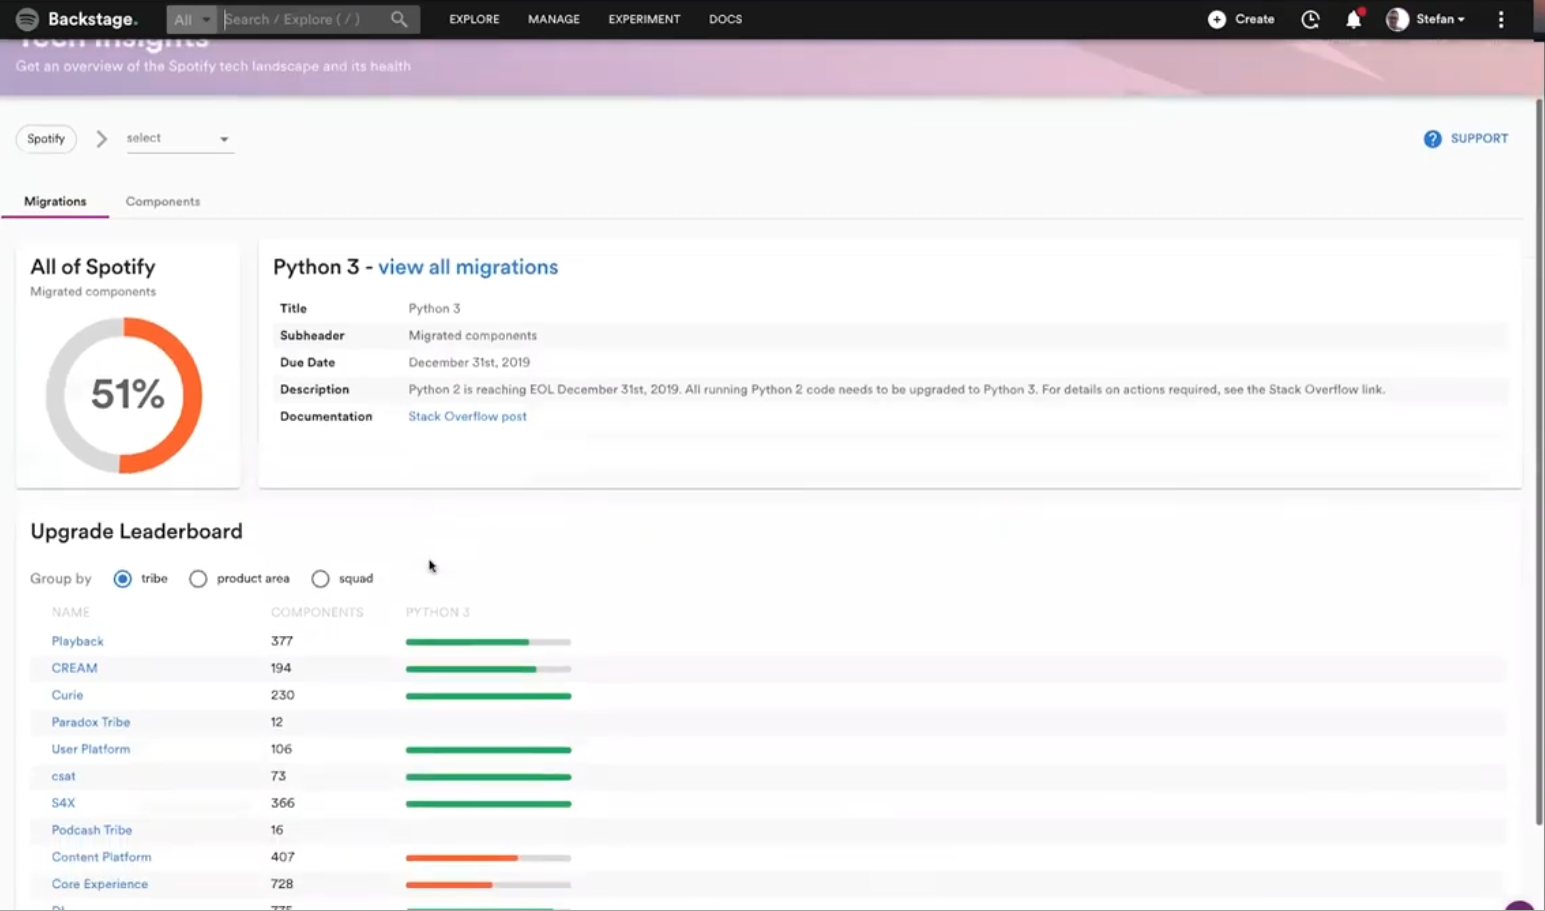 Backstage. All Search / Explore ( / ) EXPLORE MANAGE EXPERIMENT DOCS Create Stefan
Tech Insights
Get an overview of the Spotify tech landscape and its health
Spotify select SUPPORT
Migrations Components
All of Spotify
Migrated components
51%
Python 3 - view all migrations
Title Python 3
Subheader Migrated components
Due Date December 31st, 2019
Description Python 2 is reaching EOL December 31st, 2019. All running Python 2 code needs to be upgraded to Python 3. For details on actions required, see the Stack Overflow link.
Documentation Stack Overflow post
Upgrade Leaderboard
Group by tribe product area squad
NAME COMPONENTS PYTHON 3
Playback 377
CREAM 194
Curie 230
Paradox Tribe 12
User Platform 106
csat 73
S4X 366
Podcash Tribe 16
Content Platform 407
Core Experience 728